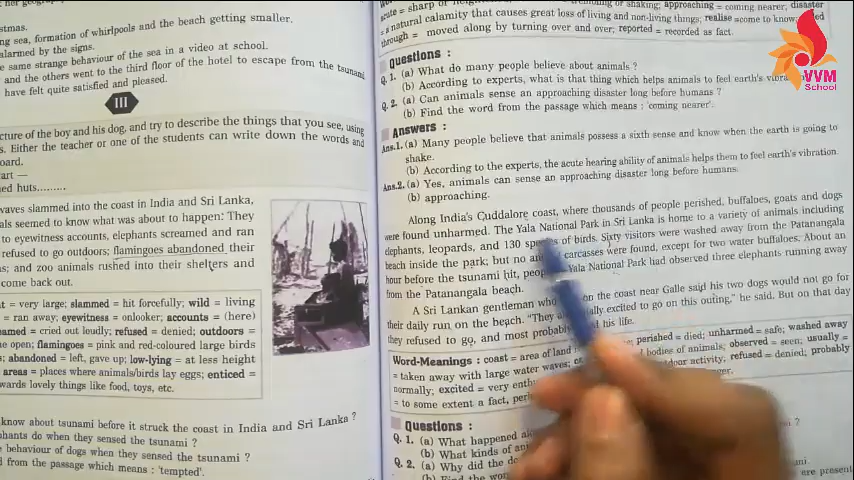 stmas.
ng sea, formation of whirlpools and the beach getting smaller.
alarmed by the signs.
e same strange behaviour of the sea in a video at school.
and the others went to the third floor of the hotel to escape from the tsunami
have felt quite satisfied and pleased.
III
cture of the boy and his dog, and try to describe the things that you see, using
s. Either the teacher or one of the students can write down the words and
oard.
art —
ed huts.........
waves slammed into the coast in India and Sri Lanka,
als seemed to know what was about to happen. They
to eyewitness accounts, elephants screamed and ran
refused to go outdoors; flamingoes abandoned their
s; and zoo animals rushed into their shelters and
come back.
t = very large; slammed = hit forcefully; wild = living
ran away; eyewitness = onlooker; accounts = (here)
eamed = cried out loudly; refused = denied; outdoors =
e open; flamingoes = pink and red-coloured large birds
abandoned = left, gave up; low-lying = at less height
areas = places where animals/birds lay eggs; enticed =
wards lovely things like food, toys, etc.
know about tsunami before it struck the coast in India and Sri Lanka?
hants do when they sensed the tsunami ?
e behaviour of dogs when they sensed the tsunami ?
d from the passage which means : 'tempted'.
acute = sharp or shaking; approaching = coming nearer; disaster
= a natural calamity that causes great loss of living and non-living things; realise =come to know;
through = moved along by turning over and over; reported = recorded as fact.
Questions :
Q. 1. (a) What do many people believe about animals ?
(b) According to experts, what is that thing which helps animals to feel earth's
Q. 2. (a) Can animals sense an approaching disaster long before humans ?
(b) Find the word from the passage which means : 'coming nearer'.
Answers :
Ans.1. (a) Many people believe that animals possess a sixth sense and know when the earth is going to
shake.
(b) According to the experts, the acute hearing ability of animals helps them to feel earth's vibration.
Ans.2. (a) Yes, animals can sense an approaching disaster long before humans.
(b) approaching.
Along India's Cuddalore coast, where thousands of people perished, buffaloes, goats and dogs
were found unharmed. The Yala National Park in Sri Lanka is home to a variety of animals including
elephants, leopards, and 130 of birds. Sixty visitors were washed away from the Patanangala
beach inside the park; but no carcasses were found, except for two water buffaloes. About an
hour before the tsunami hit, Yala National Park had observed three elephants running away
from the Patanangala beach.
A Sri Lankan gentleman who on the coast near Galle said his two dogs would not go for
their daily run on the beach. "They excited to go on this outing," he said. But on that day
they refused to go, and most probably his life.
Word-Meanings : coast = area of land perished = died; unharmed = safe; washed away
= taken away with large water waves; bodies of animals; observed = seen; usually =
normally; excited = very outdoor activity, refused = denied; probably
= to some extent a fact,
Questions :
Q. 1. (a) What happened
(b) What kinds of
Q. 2. (a) Why did the
VVM
School